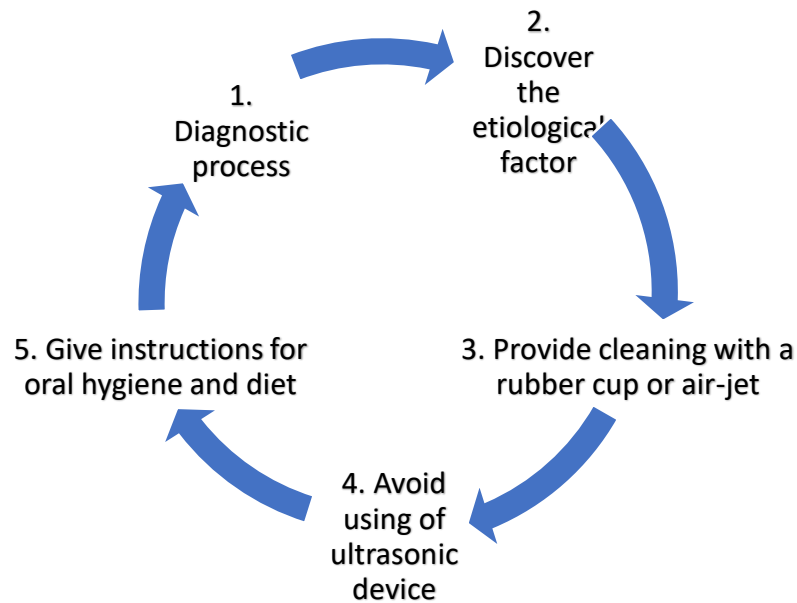 1.
Diagnostic
process
2.
Discover
the
etiological
factor
3. Provide cleaning with a
rubber cup or air-jet
4. Avoid
using of
ultrasonic
device
5. Give instructions for
oral hygiene and diet